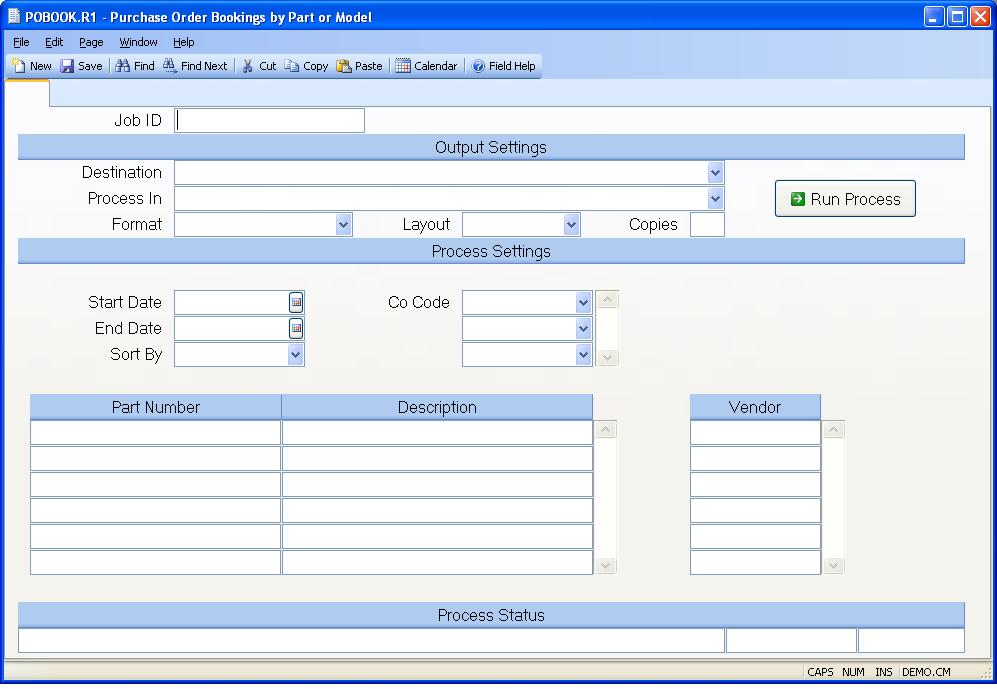 POBOOK.R1 - Purchase Order Bookings by Part or Model
File Edit Page Window Help
New Save Find Find Next Cut Copy Paste Calendar Field Help
Job ID
Output Settings
Destination
Process In
Run Process
Format Layout Copies
Process Settings
Start Date Co Code
End Date
Sort By
Part Number Description Vendor
Process Status
CAPS NUM INS DEMO.CM